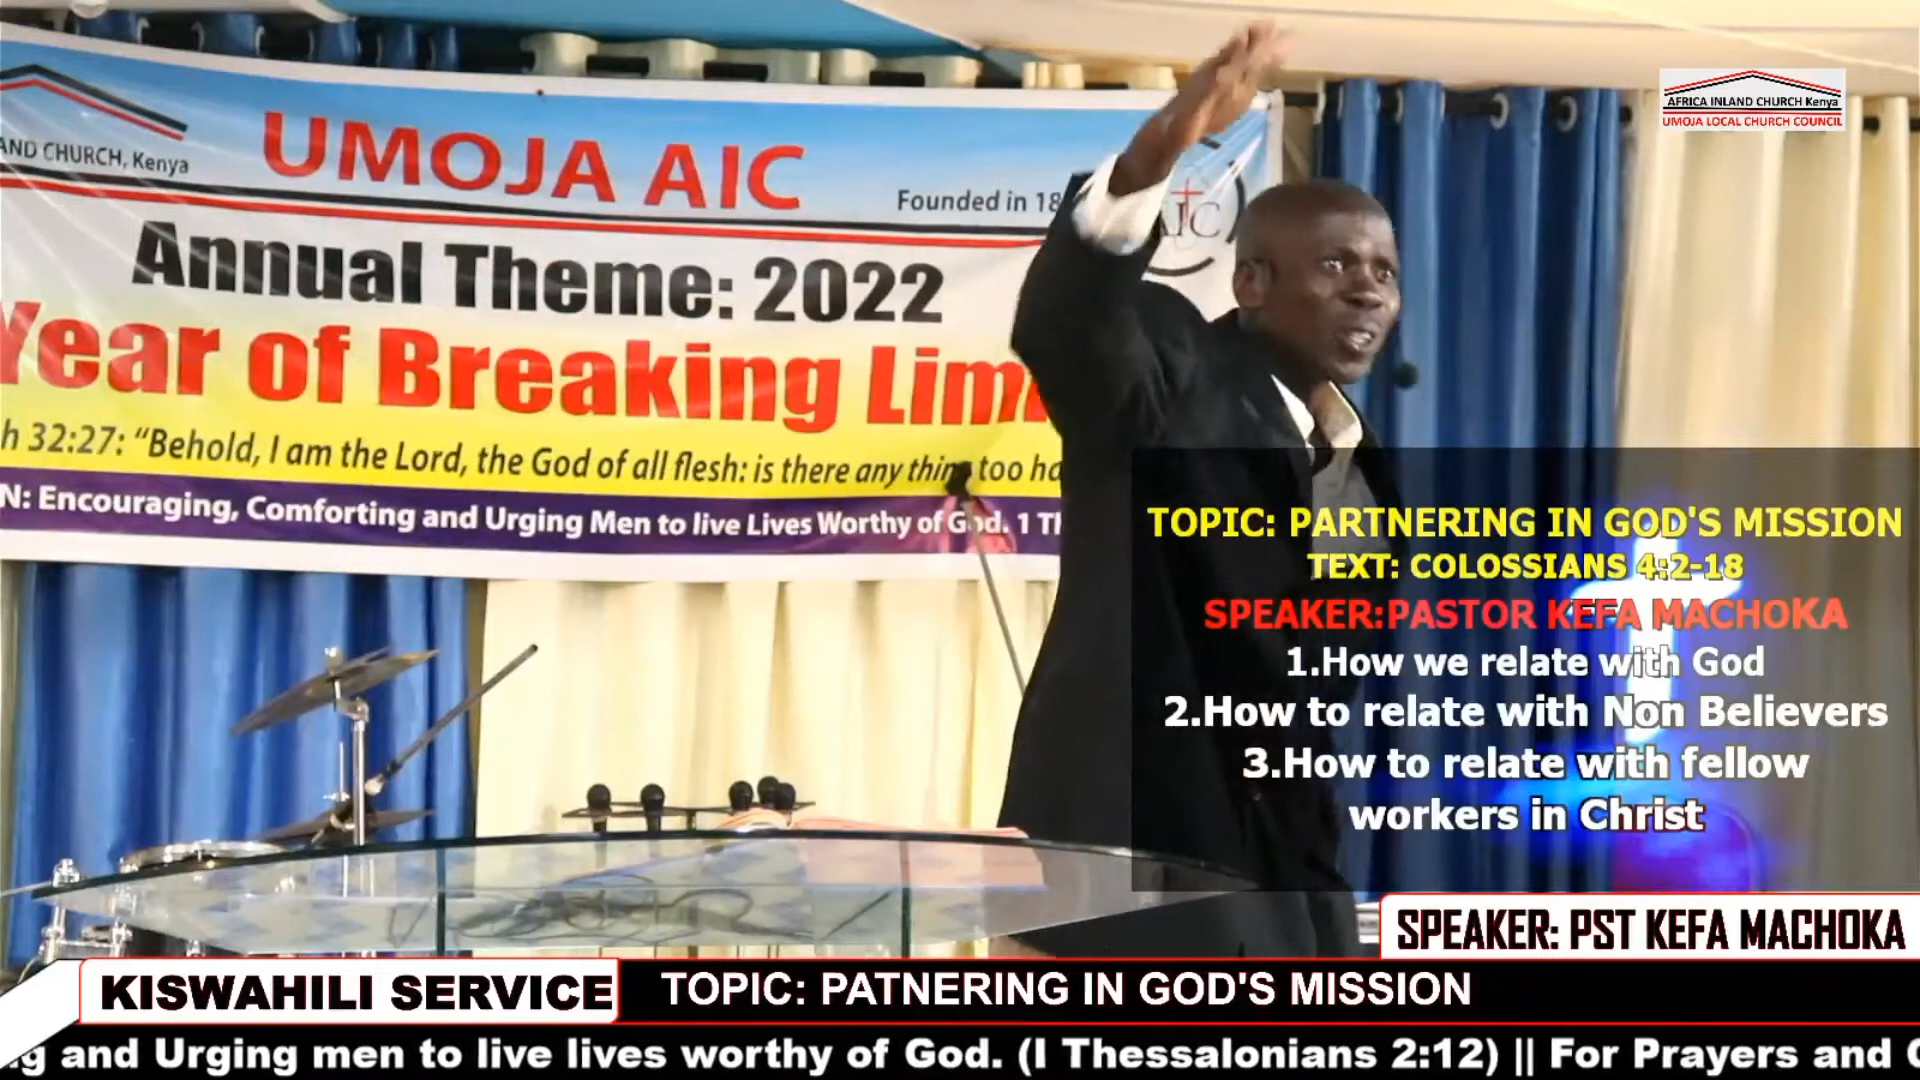 AND CHURCH, Kenya
UMOJA AIC
Founded in 18
AIC
Annual Theme: 2022
Year of Breaking Lim
h 32:27: “Behold, I am the Lord, the God of all flesh: is there any thing too ha
N: Encouraging, Comforting and Urging Men to live Lives Worthy of God. 1 Th
AFRICA INLAND CHURCH Kenya
UMOJA LOCAL CHURCH COUNCIL
TOPIC: PARTNERING IN GOD'S MISSION
TEXT: COLOSSIANS 4:2-18
SPEAKER:PASTOR KEFA MACHOKA
1.How we relate with God
2.How to relate with Non Believers
3.How to relate with fellow
workers in Christ
SPEAKER: PST KEFA MACHOKA
KISWAHILI SERVICE
TOPIC: PATNERING IN GOD'S MISSION
g and Urging men to live lives worthy of God. (I Thessalonians 2:12) || For Prayers and